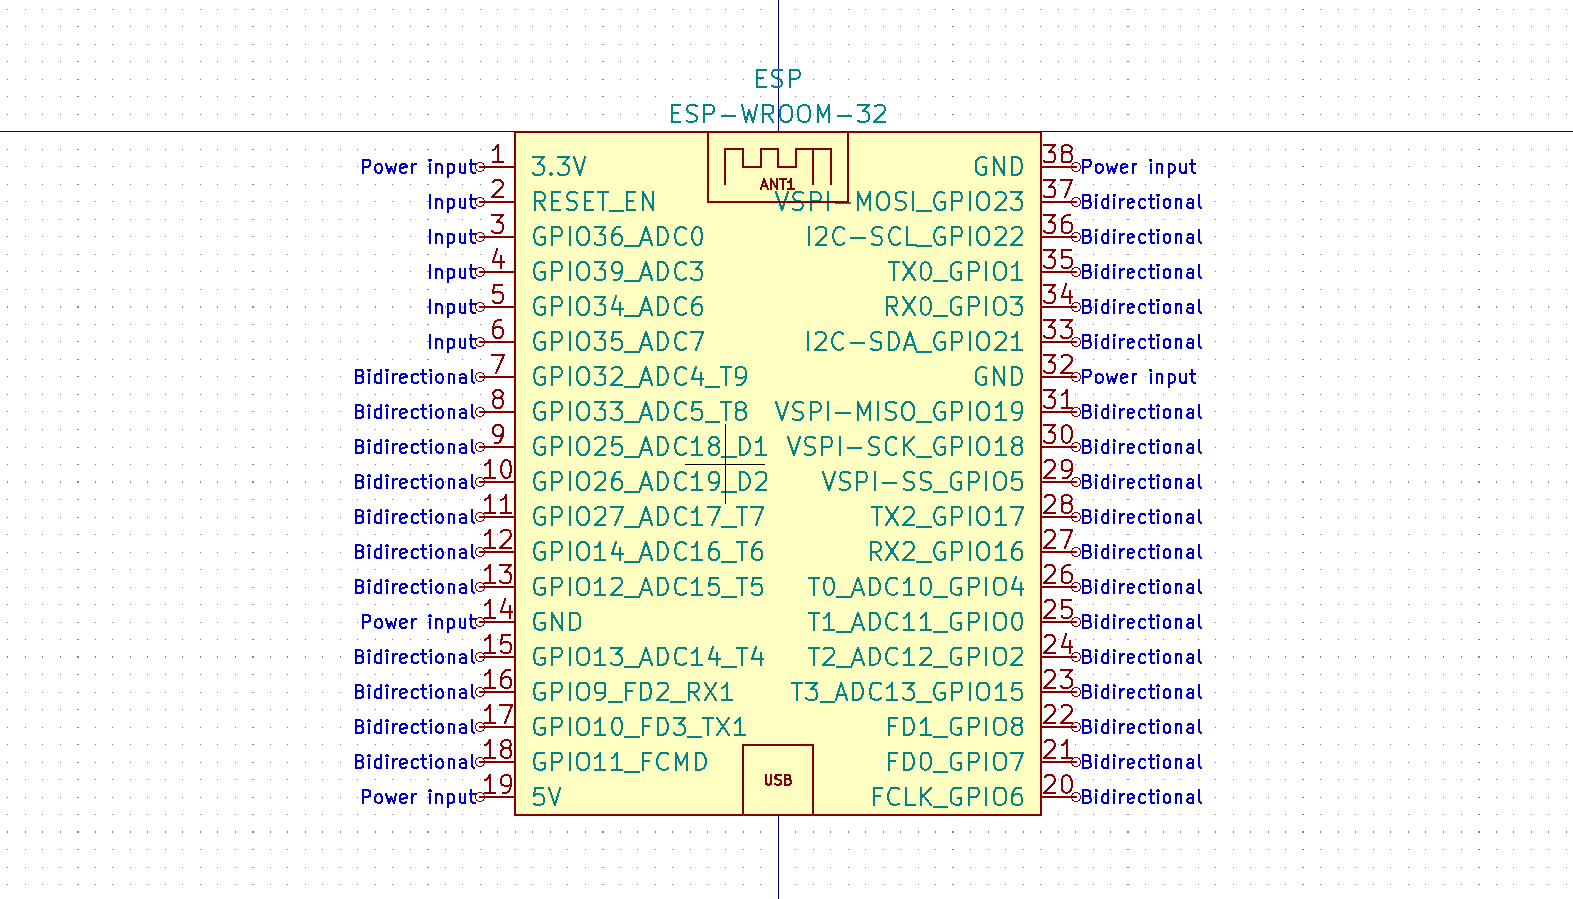 ESP
ESP-WROOM-32
ANT1
Power input 1 3.3V GND 38 Power input
Input 2 RESET_EN VSPI-MOSI_GPIO23 37 Bidirectional
Input 3 GPIO36_ADC0 I2C-SCL_GPIO22 36 Bidirectional
Input 4 GPIO39_ADC3 TX0_GPIO1 35 Bidirectional
Input 5 GPIO34_ADC6 RX0_GPIO3 34 Bidirectional
Input 6 GPIO35_ADC7 I2C-SDA_GPIO21 33 Bidirectional
Bidirectional 7 GPIO32_ADC4_T9 GND 32 Power input
Bidirectional 8 GPIO33_ADC5_T8 VSPI-MISO_GPIO19 31 Bidirectional
Bidirectional 9 GPIO25_ADC18_D1 VSPI-SCK_GPIO18 30 Bidirectional
Bidirectional 10 GPIO26_ADC19_D2 VSPI-SS_GPIO5 29 Bidirectional
Bidirectional 11 GPIO27_ADC17_T7 TX2_GPIO17 28 Bidirectional
Bidirectional 12 GPIO14_ADC16_T6 RX2_GPIO16 27 Bidirectional
Bidirectional 13 GPIO12_ADC15_T5 T0_ADC10_GPIO4 26 Bidirectional
Power input 14 GND T1_ADC11_GPIO0 25 Bidirectional
Bidirectional 15 GPIO13_ADC14_T4 T2_ADC12_GPIO2 24 Bidirectional
Bidirectional 16 GPIO9_FD2_RX1 T3_ADC13_GPIO15 23 Bidirectional
Bidirectional 17 GPIO10_FD3_TX1 FD1_GPIO8 22 Bidirectional
Bidirectional 18 GPIO11_FCMD FD0_GPIO7 21 Bidirectional
USB
Power input 19 5V FCLK_GPIO6 20 Bidirectional